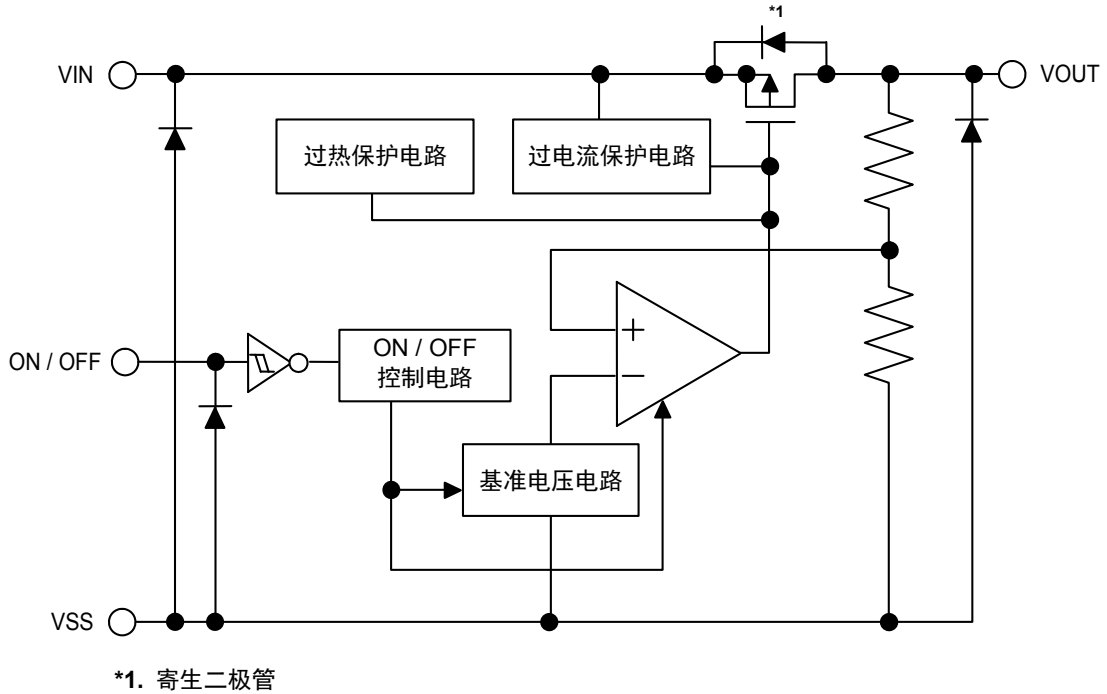 *1
VIN
VOUT
过热保护电路
过电流保护电路
ON / OFF
ON / OFF
控制电路
基准电压电路
VSS
*1. 寄生二极管